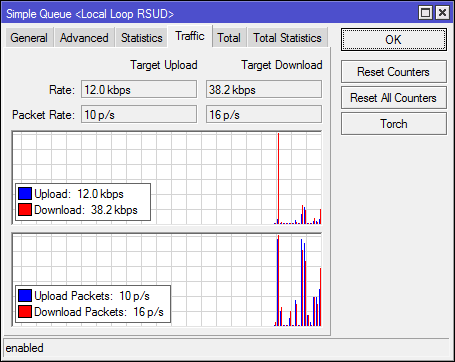 Simple Queue <Local Loop RSUD>
General Advanced Statistics Traffic Total Total Statistics
OK
Reset Counters
Reset All Counters
Torch
Target Upload Target Download
Rate: 12.0 kbps 38.2 kbps
Packet Rate: 10 p/s 16 p/s
Upload: 12.0 kbps
Download: 38.2 kbps
Upload Packets: 10 p/s
Download Packets: 16 p/s
enabled